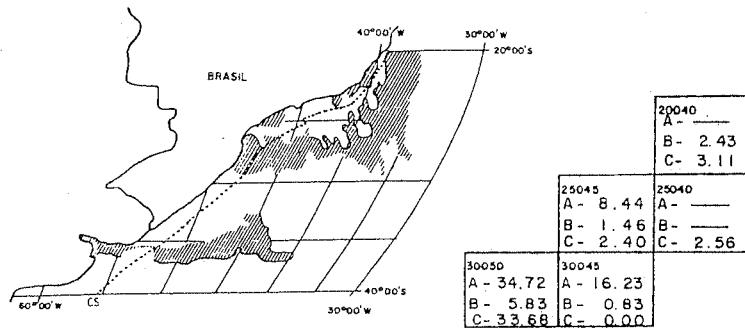 40°00'W
30°00'W
20°00's
BRASIL
20040
A- ——
B- 2.43
C- 3.11
25045
A- 8.44
B- 1.46
C- 2.40
25040
A- ——
B- ——
C- 2.56
30050
A- 34.72
B- 5.83
C- 33.68
30045
A- 16.23
B- 0.83
C- 0.00
60°00'W
CS
40°00's
30°00'W